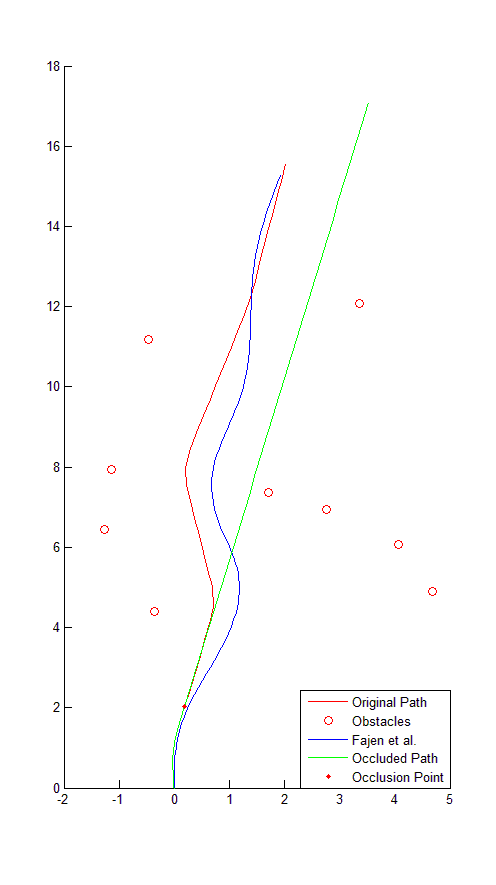 18
16
14
12
10
8
6
4
2
0
-2 -1 0 1 2 3 4 5
Original Path
Obstacles
Fajen et al.
Occluded Path
Occlusion Point